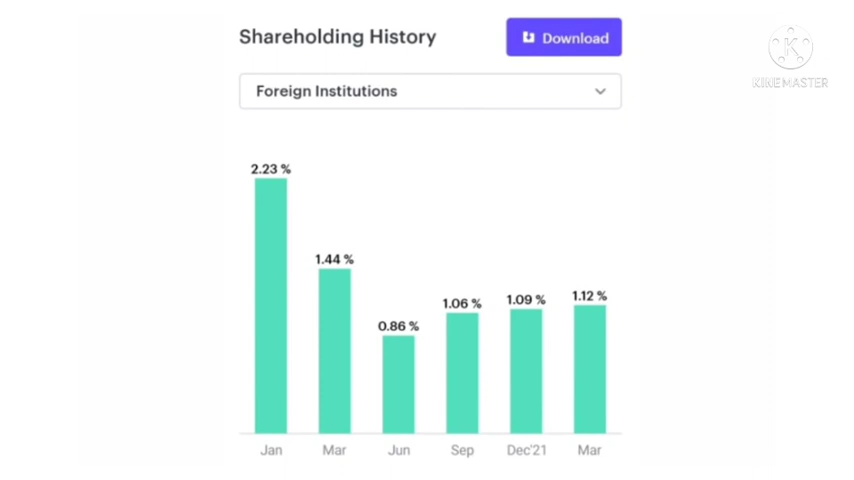 Shareholding History
Download
K
KINEMASTER
Foreign Institutions
2.23 %
1.44 %
0.86 %
1.06 %
1.09 %
1.12 %
Jan
Mar
Jun
Sep
Dec'21
Mar